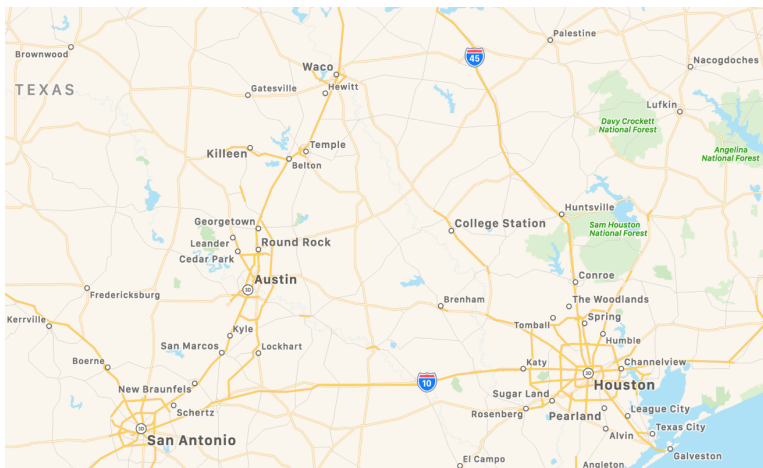 Palestine
Brownwood
45
Nacogdoches
Waco
TEXAS
Hewitt
Gatesville
Lufkin
Davy Crockett
National Forest
Temple
Killeen
Angelina
National Forest
Belton
Huntsville
Georgetown
College Station
Sam Houston
National Forest
Leander
Round Rock
Cedar Park
Conroe
Austin
3D
Fredericksburg
Brenham
The Woodlands
Kerrville
Tomball
Spring
Kyle
Humble
San Marcos
Lockhart
Boerne
Katy
Channelview
3D
10
Houston
New Braunfels
Sugar Land
Schertz
Rosenberg
Pearland
League City
3D
San Antonio
Alvin
Texas City
Galveston
El Campo
Angleton